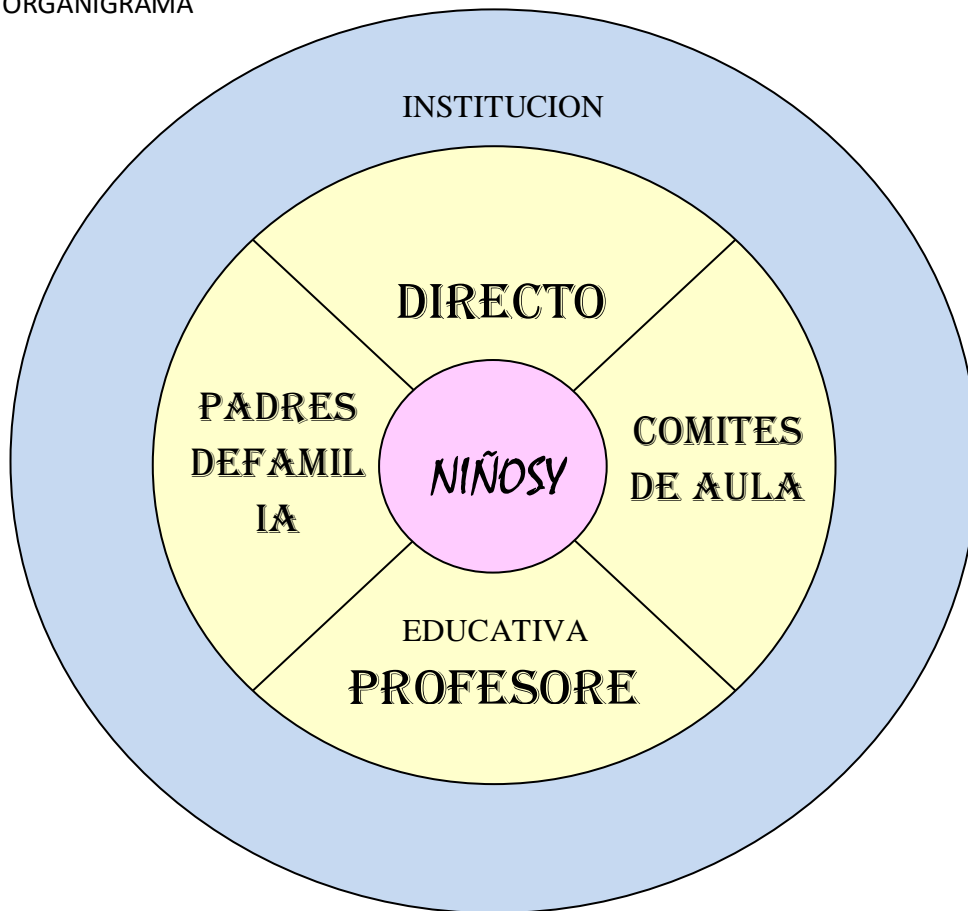 ORGANIGRAMA
INSTITUCION
DIRECTO
PADRES
DEFAMIL
IA
NIÑOSY
COMITES
DE AULA
EDUCATIVA
PROFESORE